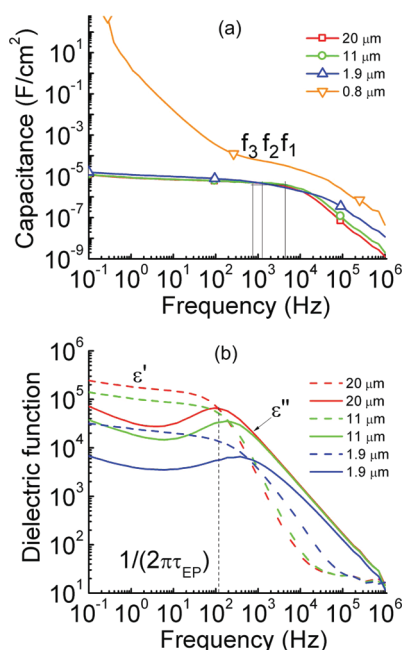 (a)
20 μm
11 μm
1.9 μm
0.8 μm
f₃ f₂ f₁
Capacitance (F/cm²)
10⁻¹
10⁻³
10⁻⁵
10⁻⁷
10⁻⁹
10⁻¹ 10⁰ 10¹ 10² 10³ 10⁴ 10⁵ 10⁶
Frequency (Hz)
(b)
ε'
ε''
20 μm
20 μm
11 μm
11 μm
1.9 μm
1.9 μm
1/(2πτ_EP)
Dielectric function
10⁶
10⁵
10⁴
10³
10²
10¹
10⁻¹ 10⁰ 10¹ 10² 10³ 10⁴ 10⁵ 10⁶
Frequency (Hz)